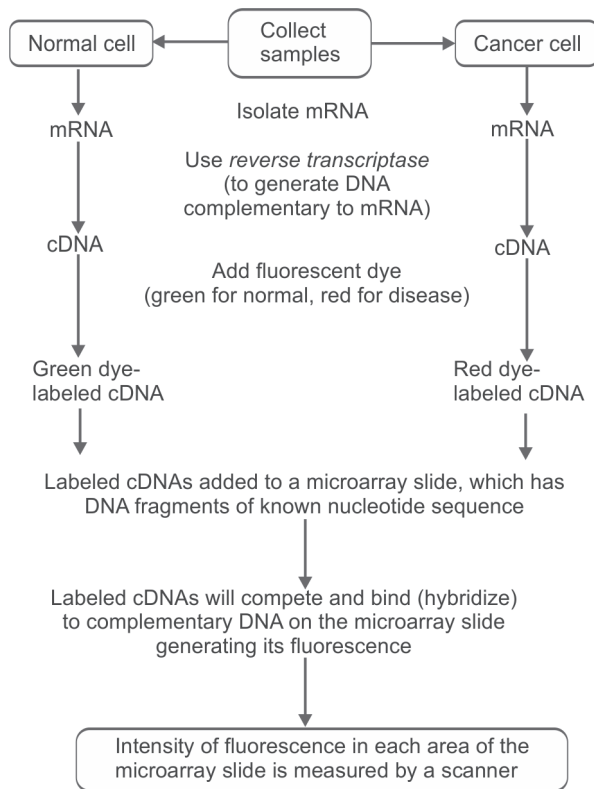 Normal cell
Collect
samples
Cancer cell
Isolate mRNA
mRNA
mRNA
Use reverse transcriptase
(to generate DNA
complementary to mRNA)
cDNA
cDNA
Add fluorescent dye
(green for normal, red for disease)
Green dye-
labeled cDNA
Red dye-
labeled cDNA
Labeled cDNAs added to a microarray slide, which has
DNA fragments of known nucleotide sequence
Labeled cDNAs will compete and bind (hybridize)
to complementary DNA on the microarray slide
generating its fluorescence
Intensity of fluorescence in each area of the
microarray slide is measured by a scanner